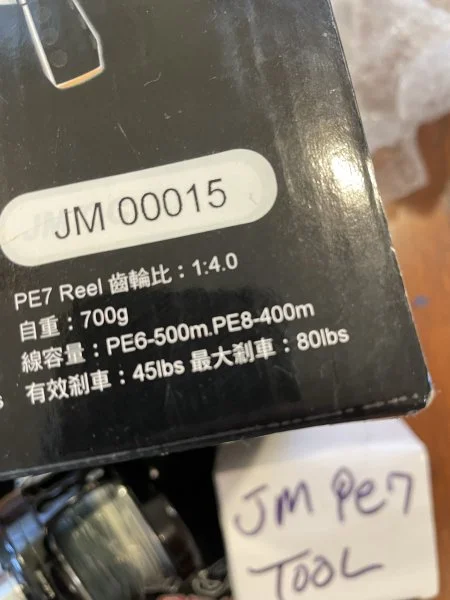 JM 00015
PE7 Reel 齒輪比：1:4.0
自重：700g
線容量：PE6-500m.PE8-400m
有效剎車：45lbs 最大剎車：80lbs
JM PE7
TOOL